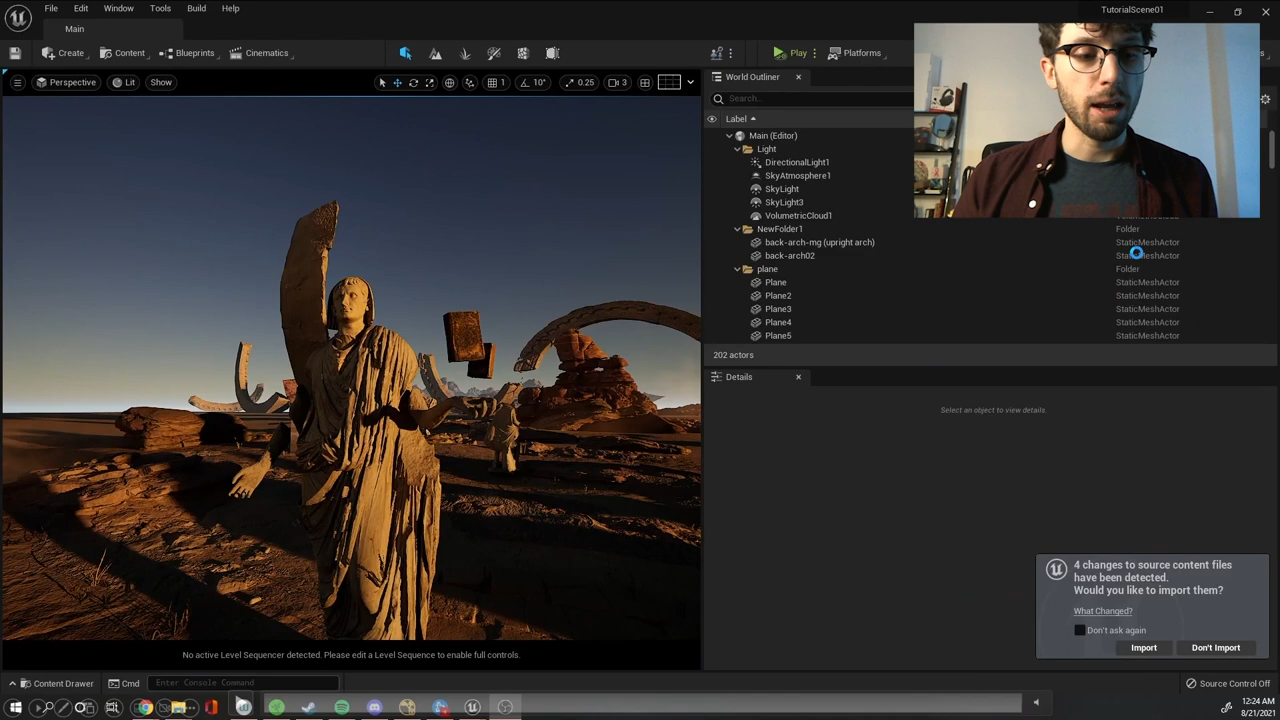 File Edit Window Tools Build Help
TutorialScene01
Main
Create Content Blueprints Cinematics Play Platforms
Perspective Lit Show 1 10° 0.25 3
World Outliner
Search...
Label
Main (Editor)
Light
DirectionalLight1
SkyAtmosphere1
SkyLight
SkyLight3
VolumetricCloud1
NewFolder1 Folder
back-arch-mg (upright arch) StaticMeshActor
back-arch02 StaticMeshActor
plane Folder
Plane StaticMeshActor
Plane2 StaticMeshActor
Plane3 StaticMeshActor
Plane4 StaticMeshActor
Plane5 StaticMeshActor
202 actors
Details
Select an object to view details.
4 changes to source content files
have been detected.
Would you like to import them?
What Changed?
Don't ask again
Import Don't Import
No active Level Sequencer detected. Please edit a Level Sequence to enable full controls.
Content Drawer Cmd Enter Console Command Source Control Off
12:24 AM
8/21/2021